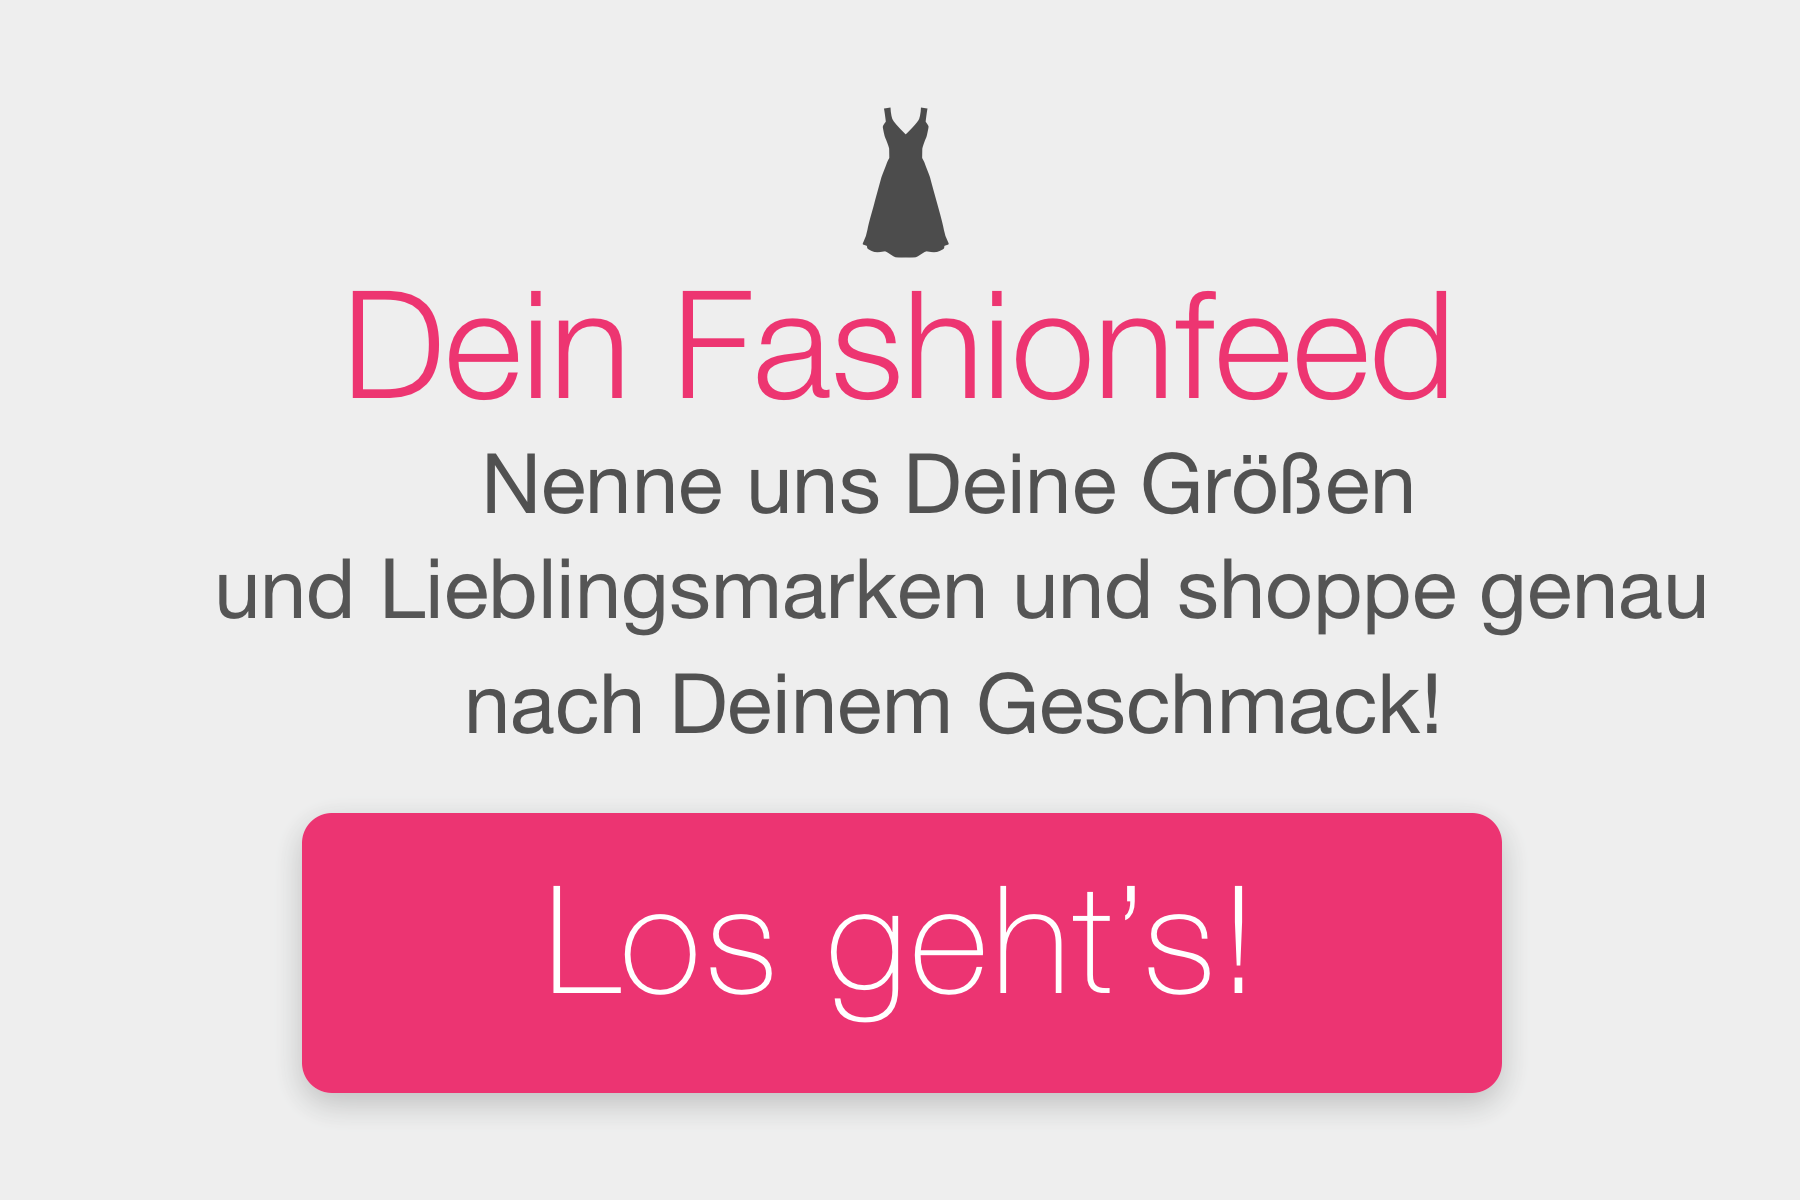 Dein Fashionfeed
Nenne uns Deine Größen
und Lieblingsmarken und shoppe genau
nach Deinem Geschmack!
Los geht’s!